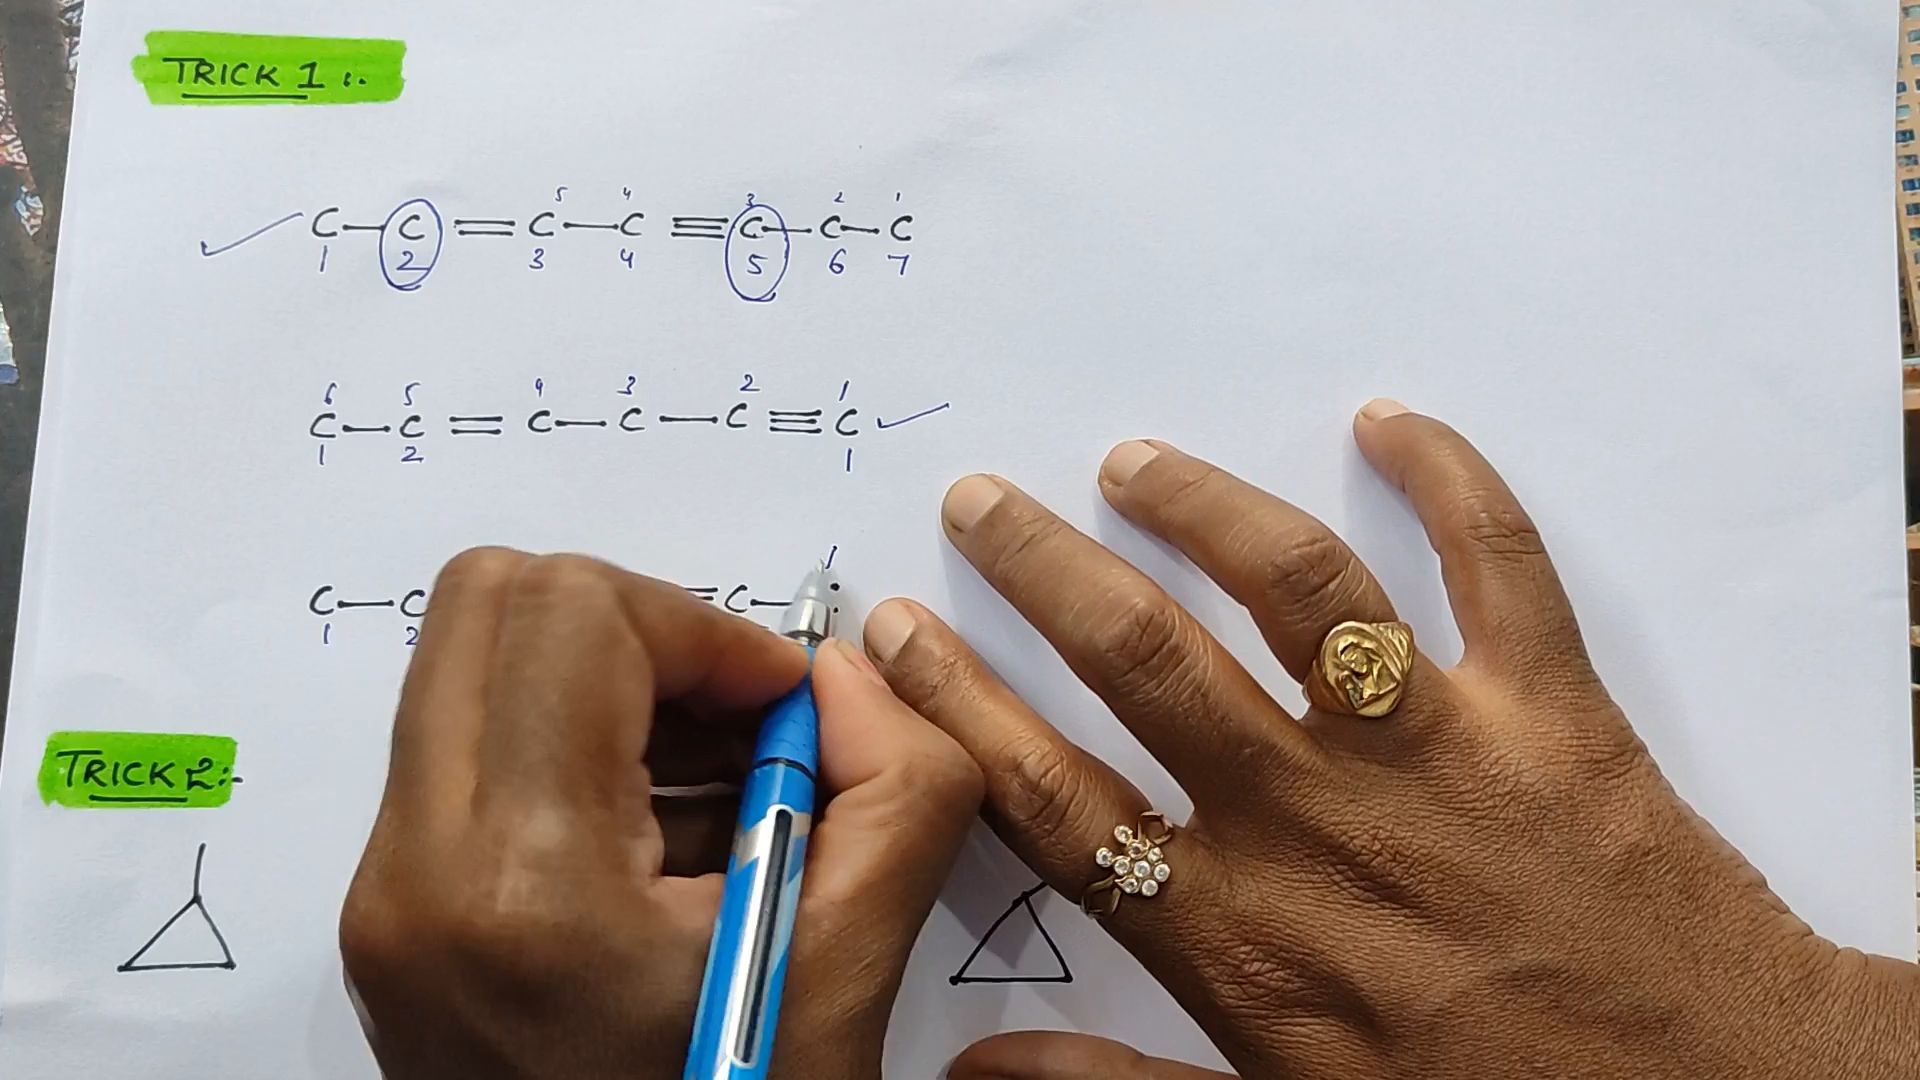 TRICK 1 :.
5 4 3 2 1
C — C = C — C ≡ C — C — C
1 2 3 4 5 6 7
6 5 4 3 2 1
C — C = C — C — C ≡ C
1 2 1
1
C — C ≡ C —
1 2
TRICK 2:-